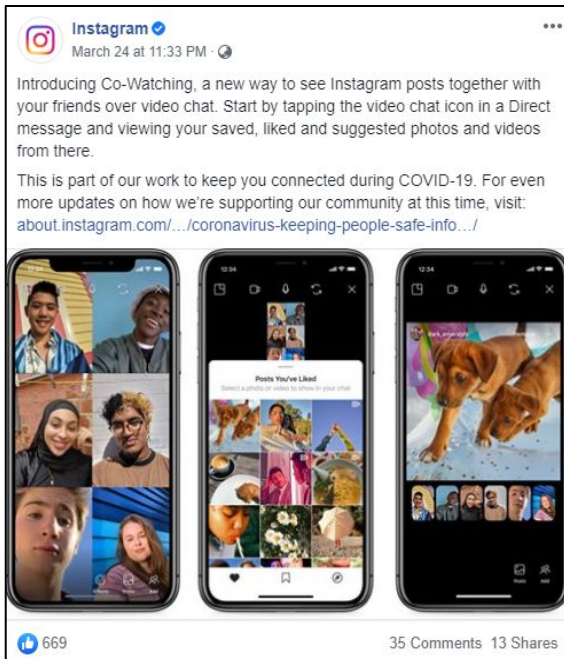 Instagram
March 24 at 11:33 PM ·
Introducing Co-Watching, a new way to see Instagram posts together with
your friends over video chat. Start by tapping the video chat icon in a Direct
message and viewing your saved, liked and suggested photos and videos
from there.
This is part of our work to keep you connected during COVID-19. For even
more updates on how we're supporting our community at this time, visit:
about.instagram.com/…/coronavirus-keeping-people-safe-info…/
12:34
12:34
12:34
Posts You've Liked
Select a photo or video to show in your chat
Effects
Add
Posts
Add
669
35 Comments 13 Shares